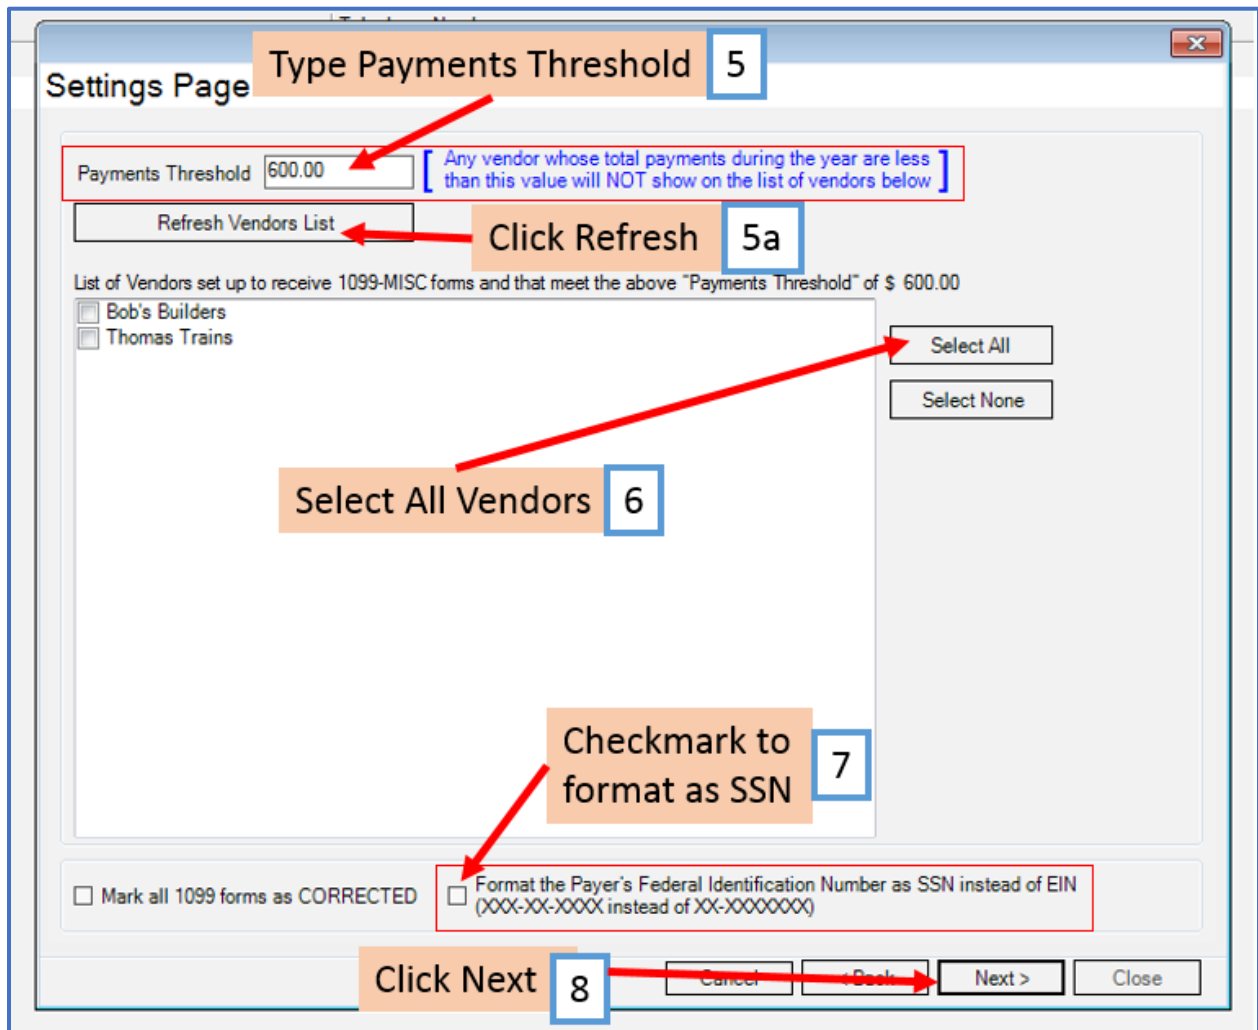 Type Payments Threshold 5
Settings Page
Payments Threshold 600.00 [ Any vendor whose total payments during the year are less
than this value will NOT show on the list of vendors below ]
Refresh Vendors List
Click Refresh 5a
List of Vendors set up to receive 1099-MISC forms and that meet the above "Payments Threshold" of $ 600.00
Bob's Builders
Thomas Trains
Select All
Select None
Select All Vendors 6
Checkmark to
format as SSN 7
Mark all 1099 forms as CORRECTED
Format the Payer's Federal Identification Number as SSN instead of EIN
(XXX-XX-XXXX instead of XX-XXXXXXX)
Click Next 8
Cancel < Back Next > Close